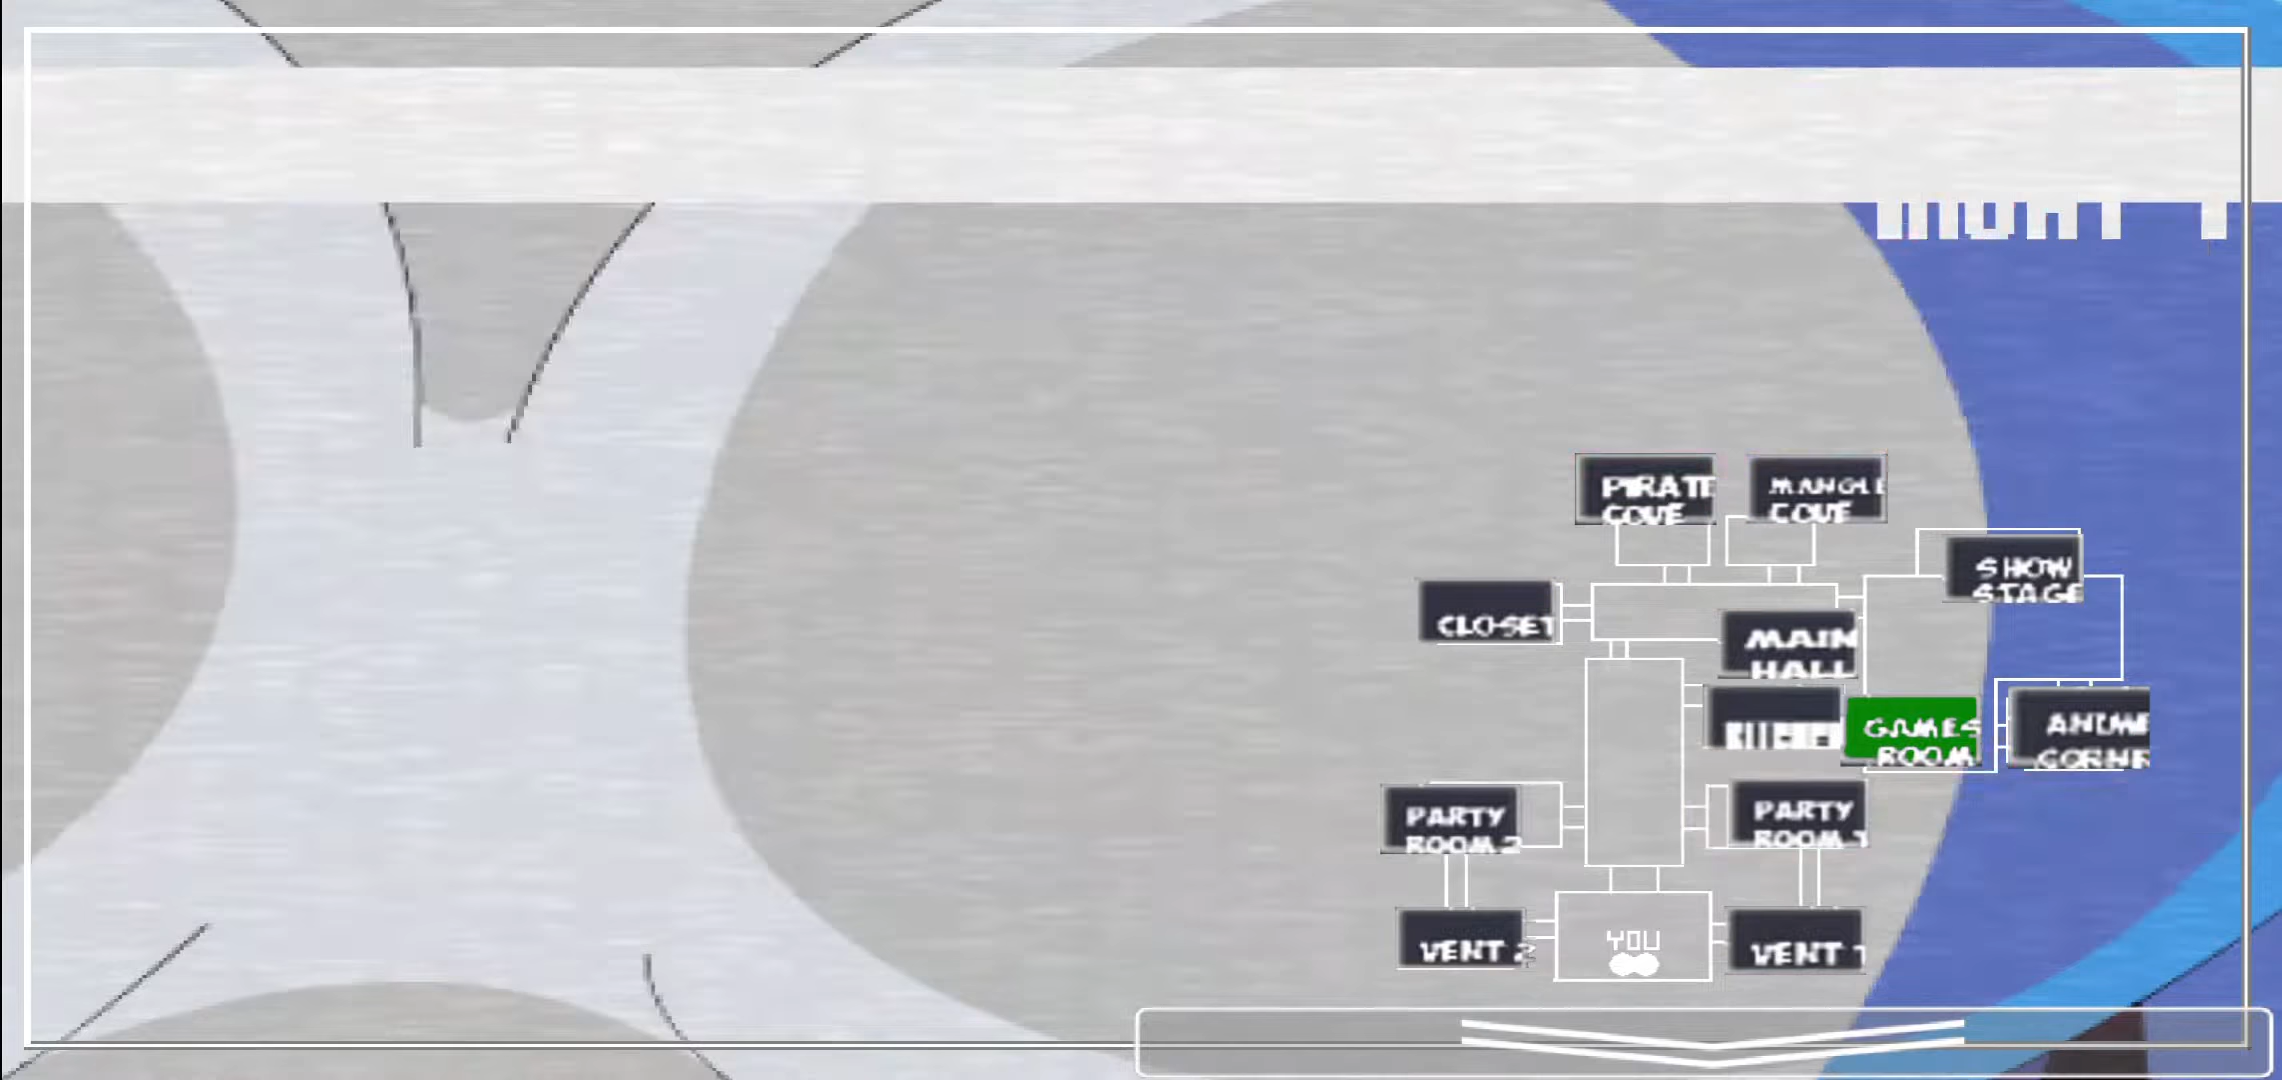 PIRATE
COVE
MANGLE
COVE
SHOW
STAGE
CLOSET
MAIN
HALL
GAMES
ROOM
PARTY
ROOM 2
PARTY
ROOM 1
VENT 2
YOU
VENT 1